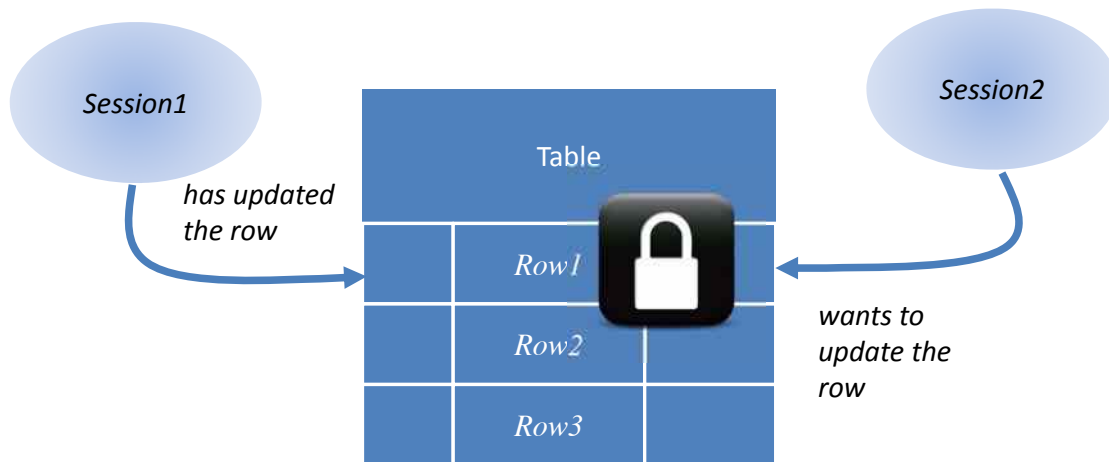 Session1
Session2
Table
has updated
the row
Row1
wants to
update the
row
Row2
Row3